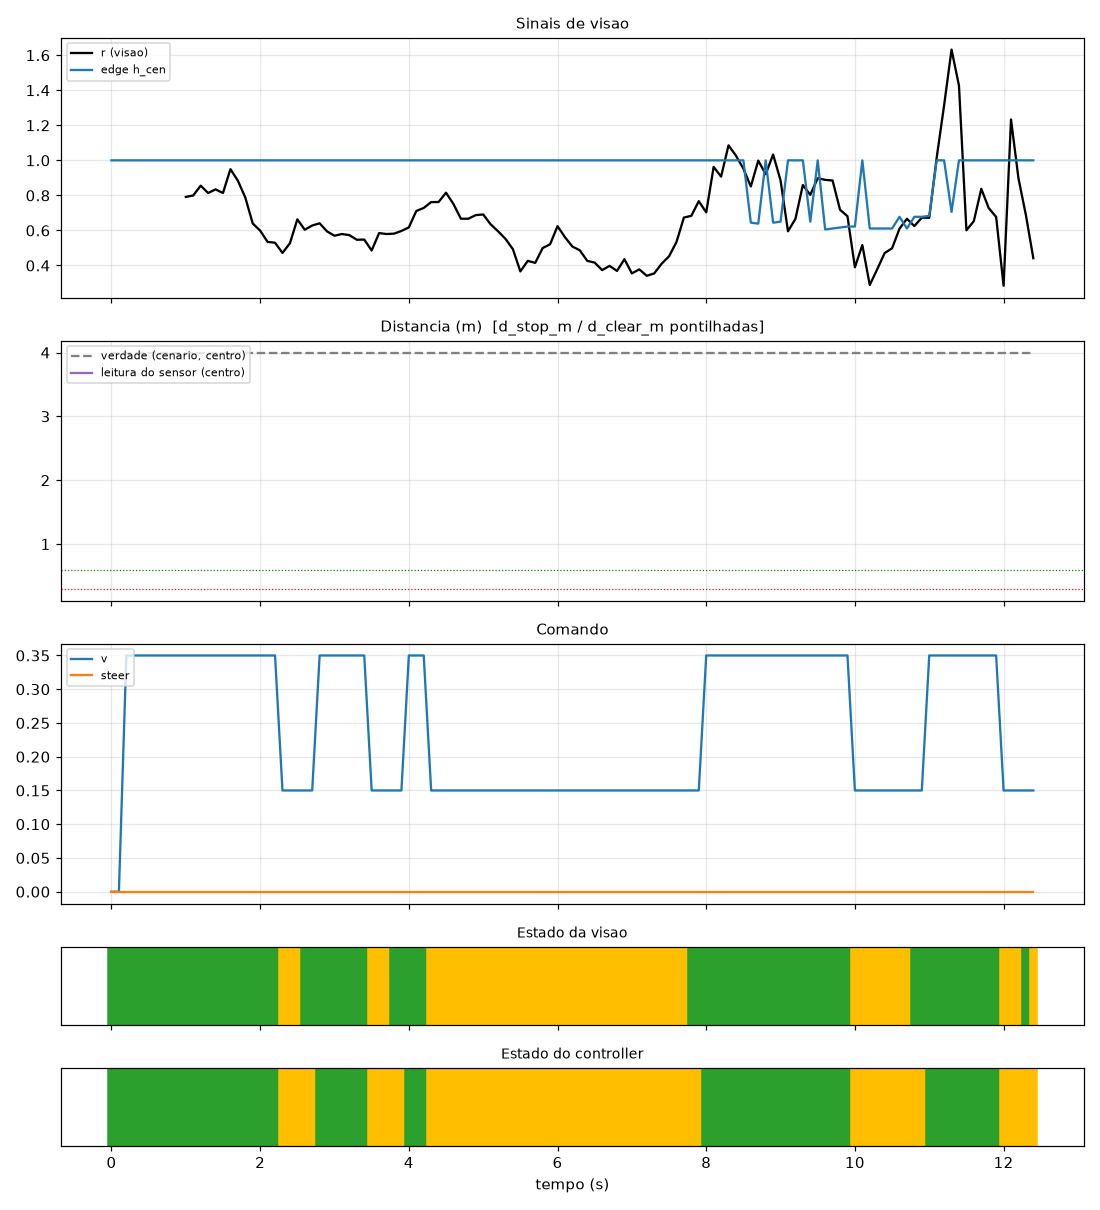 Sinais de visao
r (visao)
edge h_cen
1.6
1.4
1.2
1.0
0.8
0.6
0.4
Distancia (m)  [d_stop_m / d_clear_m pontilhadas]
verdade (cenario, centro)
leitura do sensor (centro)
4
3
2
1
Comando
v
steer
0.35
0.30
0.25
0.20
0.15
0.10
0.05
0.00
Estado da visao
Estado do controller
0 2 4 6 8 10 12
tempo (s)